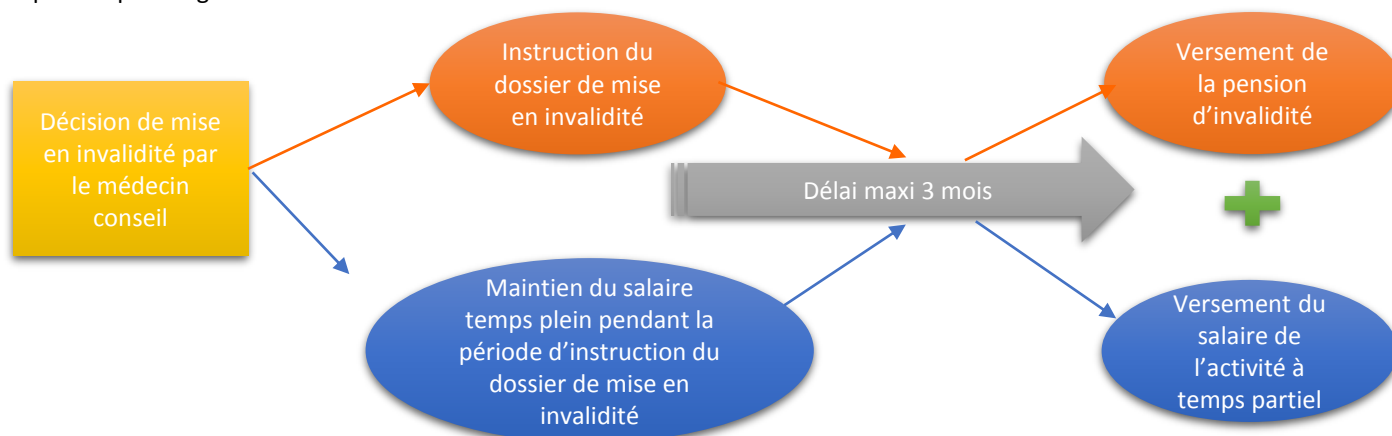 Décision de mise
en invalidité par
le médecin
conseil
Instruction du
dossier de mise
en invalidité
Maintien du salaire
temps plein pendant la
période d'instruction du
dossier de mise en
invalidité
Délai maxi 3 mois
Versement de
la pension
d'invalidité
Versement du
salaire de
l'activité à
temps partiel